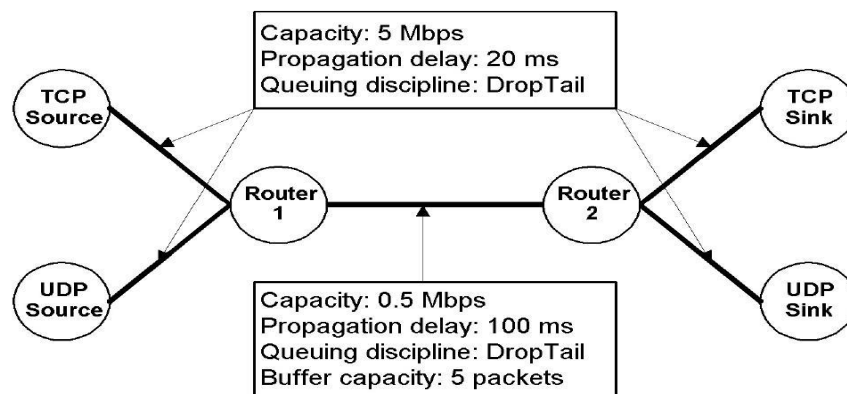 Capacity: 5 Mbps
Propagation delay: 20 ms
Queuing discipline: DropTail
TCP
Source
TCP
Sink
Router
1
Router
2
UDP
Source
UDP
Sink
Capacity: 0.5 Mbps
Propagation delay: 100 ms
Queuing discipline: DropTail
Buffer capacity: 5 packets